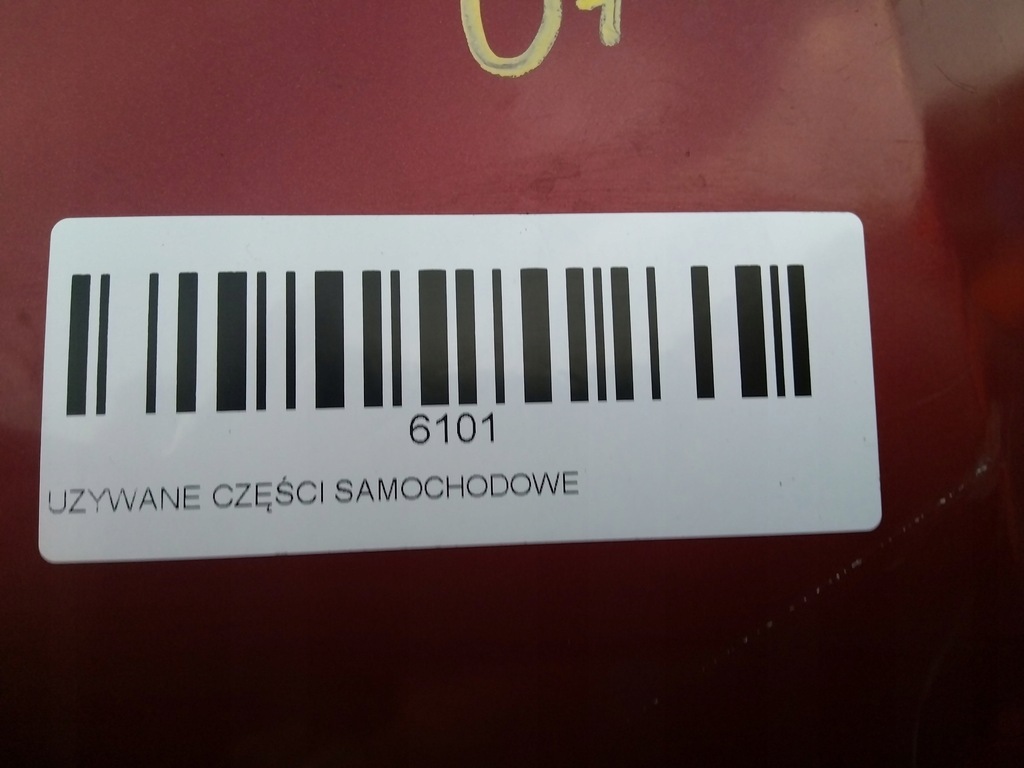 6101
UZYWANE CZĘŚCI SAMOCHODOWE